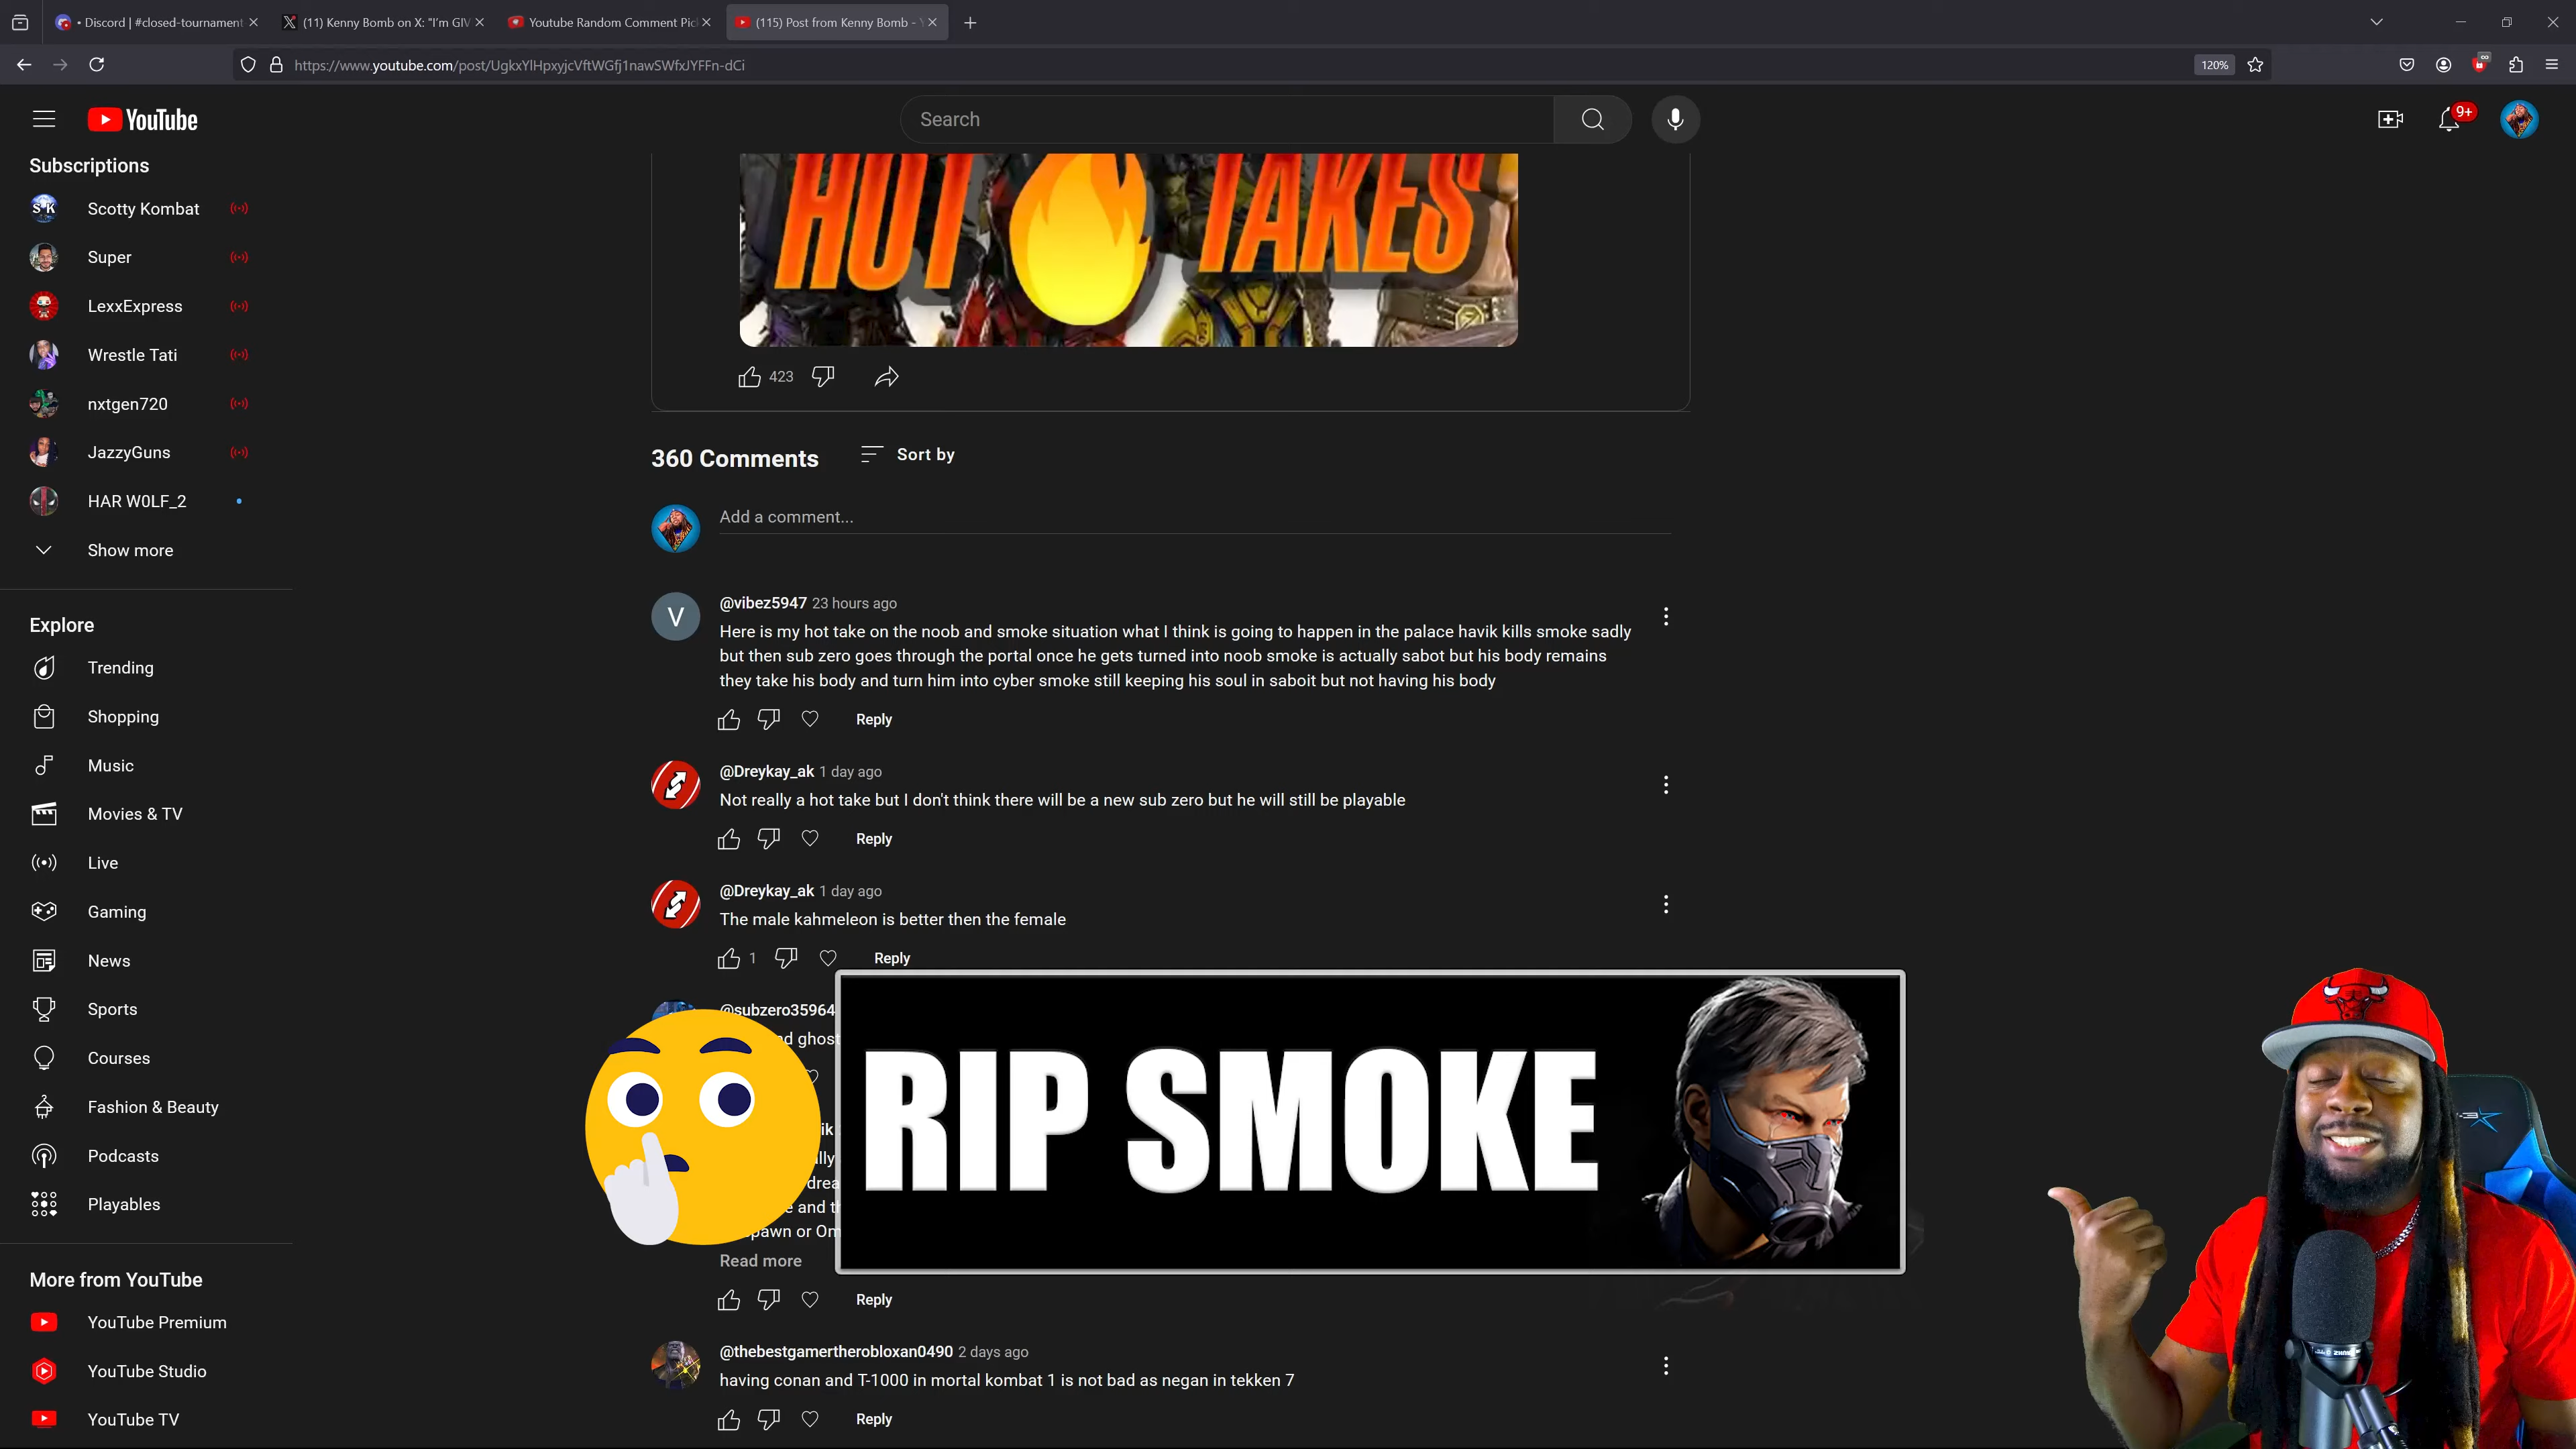 • Discord | #closed-tournament
(11) Kenny Bomb on X: "I'm GIV
Youtube Random Comment Pic
(115) Post from Kenny Bomb - Y
https://www.youtube.com/post/UgkxYlHpxyjcVftWGfj1nawSWfxJYFFn-dCi
120%
YouTube
Search
9+
Subscriptions
Scotty Kombat
Super
LexxExpress
Wrestle Tati
nxtgen720
JazzyGuns
HAR W0LF_2
Show more
Explore
Trending
Shopping
Music
Movies & TV
Live
Gaming
News
Sports
Courses
Fashion & Beauty
Podcasts
Playables
More from YouTube
YouTube Premium
YouTube Studio
YouTube TV
HOT TAKES
423
360 Comments
Sort by
Add a comment...
V
@vibez5947 23 hours ago
Here is my hot take on the noob and smoke situation what I think is going to happen in the palace havik kills smoke sadly
but then sub zero goes through the portal once he gets turned into noob smoke is actually sabot but his body remains
they take his body and turn him into cyber smoke still keeping his soul in saboit but not having his body
Reply
@Dreykay_ak 1 day ago
Not really a hot take but I don't think there will be a new sub zero but he will still be playable
Reply
@Dreykay_ak 1 day ago
The male kahmeleon is better then the female
1
Reply
@subzero35964
ghost
and
Read more
Reply
RIP SMOKE
@thebestgamertherobloxan0490 2 days ago
having conan and T-1000 in mortal kombat 1 is not bad as negan in tekken 7
Reply